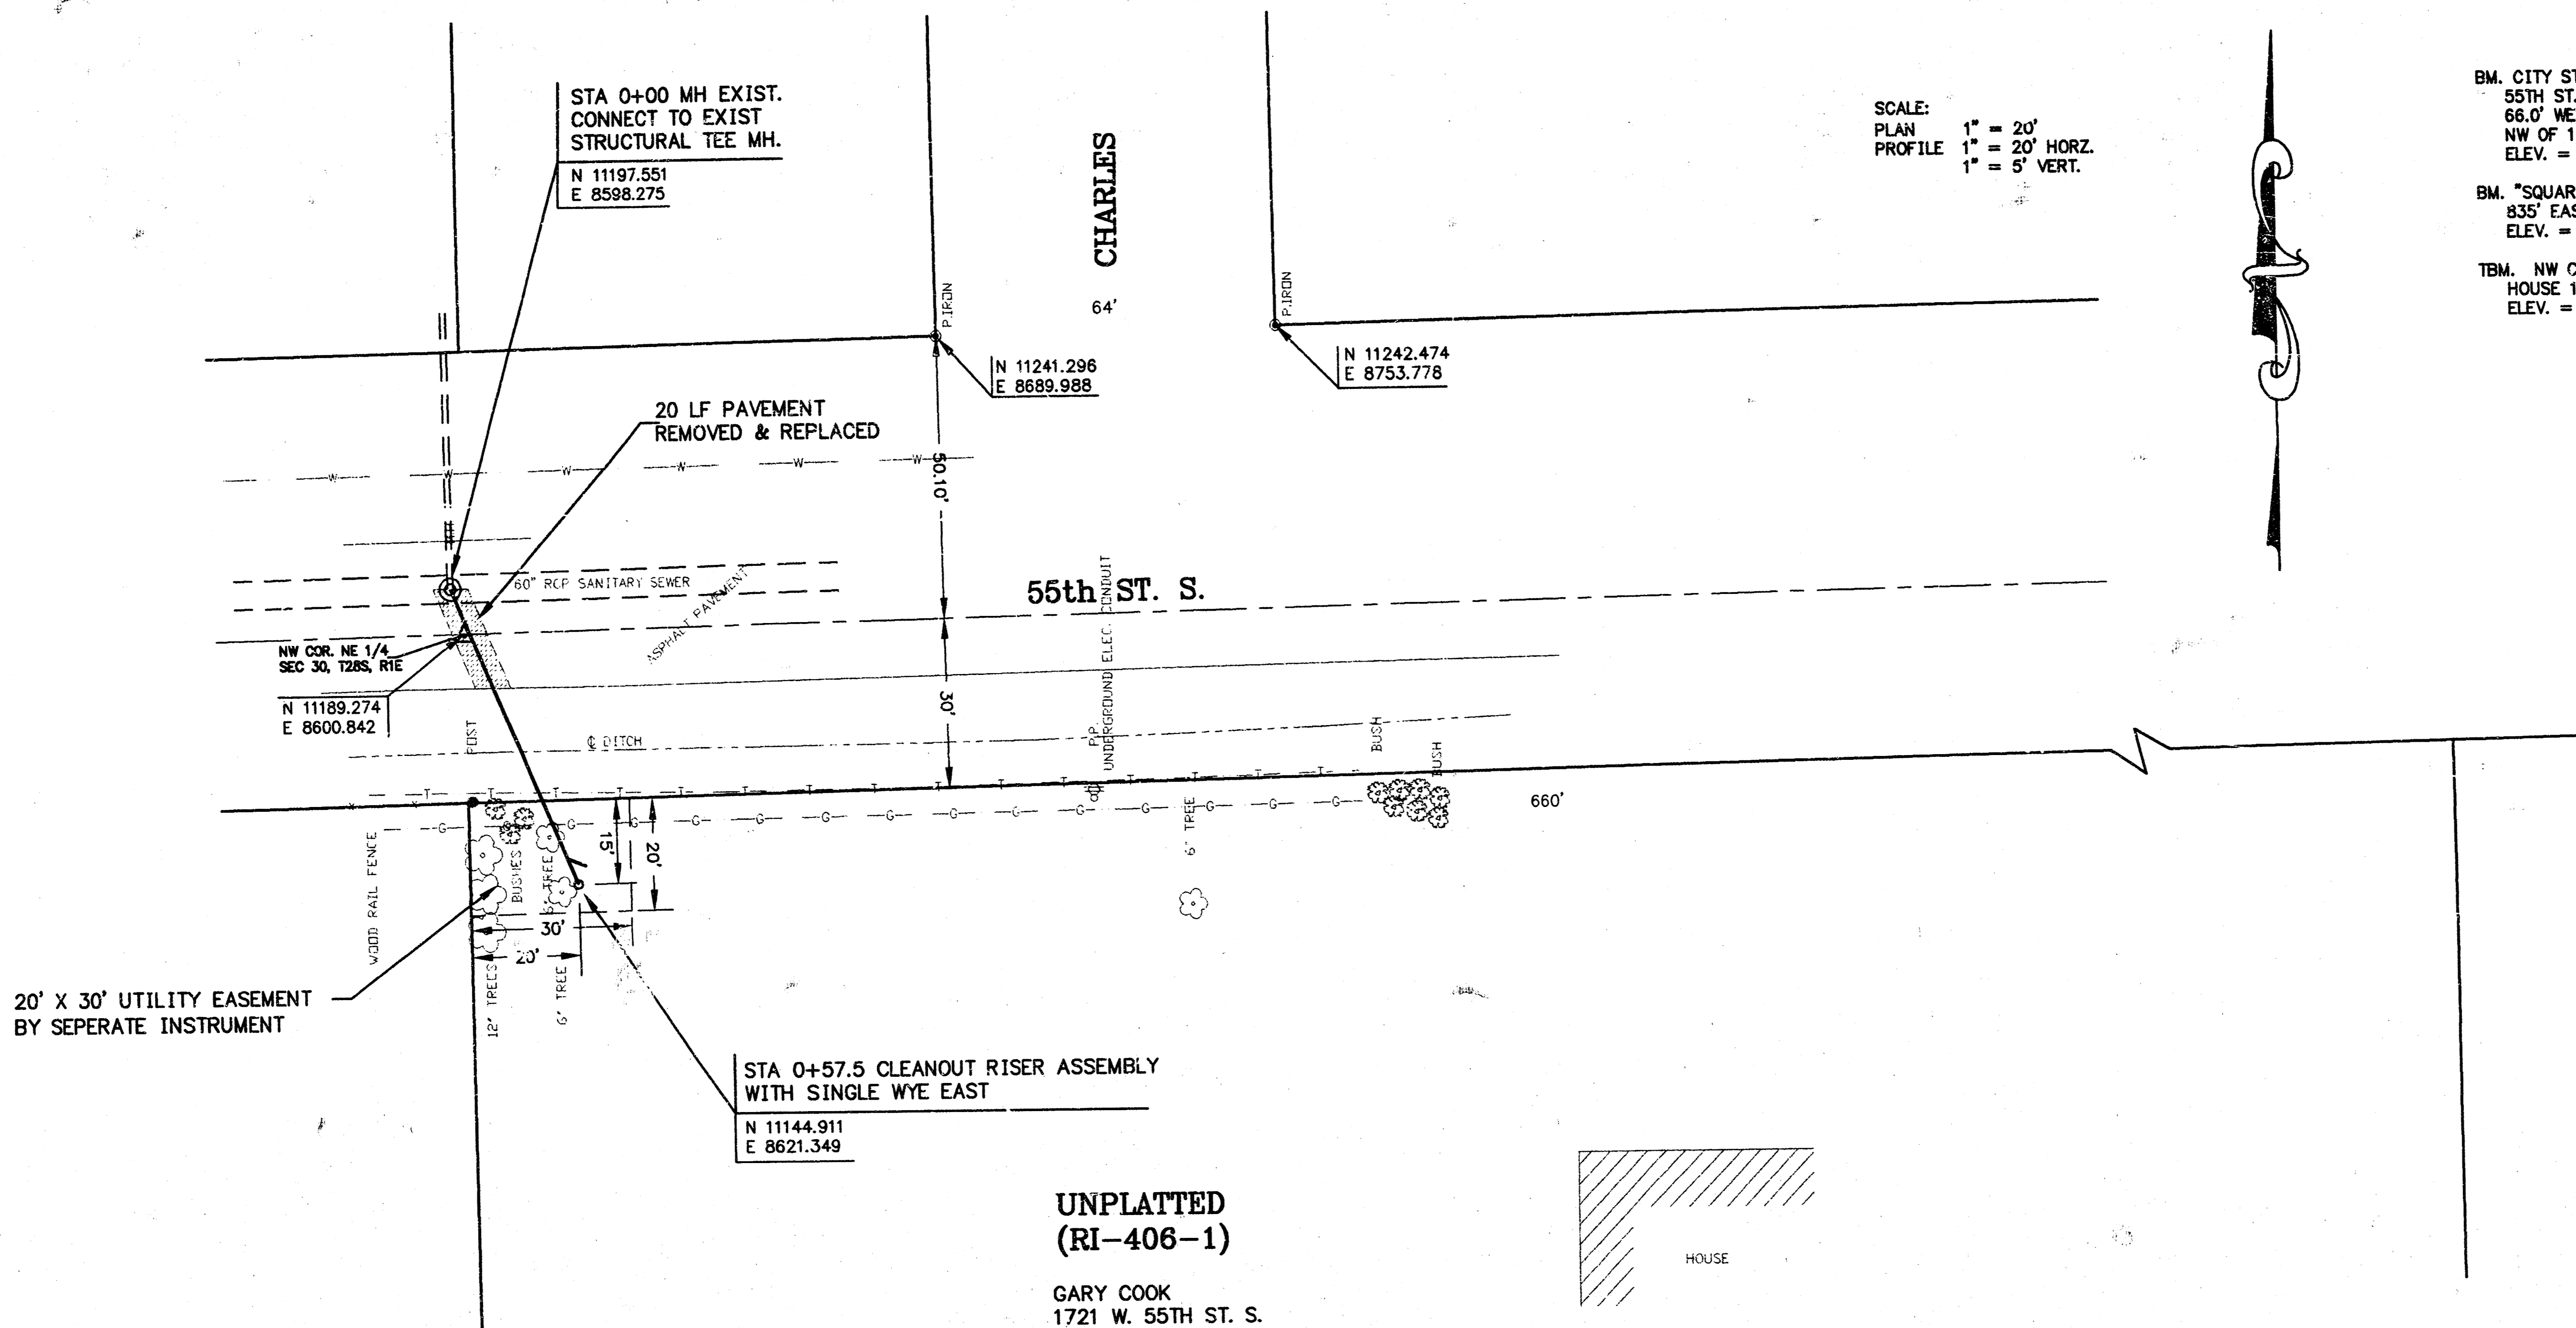 STA 0+00 MH EXIST.
CONNECT TO EXIST
STRUCTURAL TEE MH.
N 11197.551
E 8598.275
CHARLES
64'
SCALE:
PLAN 1" = 20'
PROFILE 1" = 20' HORZ.
1" = 5' VERT.
BM. CITY ST
55TH ST.
66.0' WE
NW OF 1
ELEV. =
BM. "SQUAR
835' EAS
ELEV. =
TBM. NW C
HOUSE 1
ELEV. =
P.IRON
P.IRON
N 11241.296
E 8689.988
N 11242.474
E 8753.778
20 LF PAVEMENT
REMOVED & REPLACED
W W W W W W
50.10'
60" RCP SANITARY SEWER
ASPHALT PAVEMENT
55th ST. S.
UNDERGROUND ELEC. CONDUIT
P.P.
NW COR. NE 1/4
SEC 30, T28S, R1E
N 11189.274
E 8600.842
30'
POST
℄ DITCH
BUSH
BUSH
T T T T T T T T T T T T T T T
G G G G G G G G G G G G G G G
660'
15'
20'
WOOD RAIL FENCE
BUSHES
6" TREE
6" TREE
30'
20'
12" TREES
6" TREE
20' X 30' UTILITY EASEMENT
BY SEPERATE INSTRUMENT
STA 0+57.5 CLEANOUT RISER ASSEMBLY
WITH SINGLE WYE EAST
N 11144.911
E 8621.349
UNPLATTED
(RI-406-1)
GARY COOK
1721 W. 55TH ST. S.
HOUSE